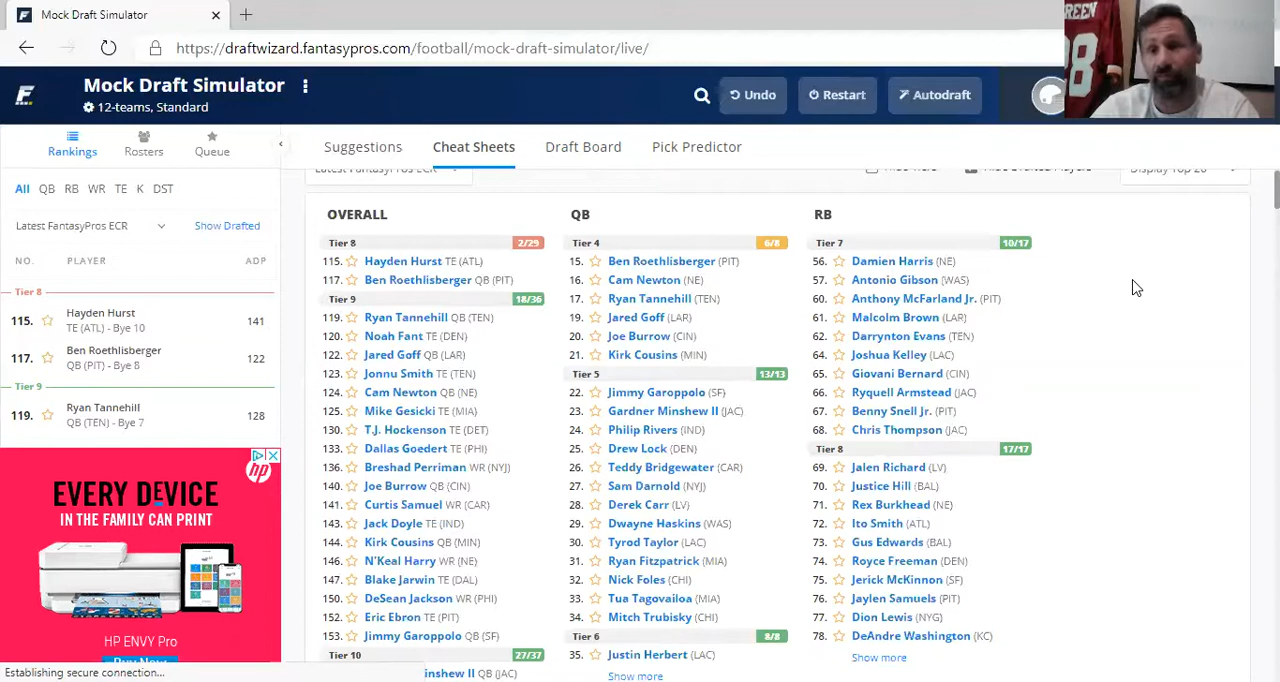 Mock Draft Simulator
https://draftwizard.fantasypros.com/football/mock-draft-simulator/live/
Mock Draft Simulator
12-teams, Standard
Undo
Restart
Autodraft
REEN
8
Rankings
Rosters
Queue
Suggestions
Cheat Sheets
Draft Board
Pick Predictor
All QB RB WR TE K DST
Latest FantasyPros ECR
Show Drafted
NO. PLAYER ADP
Tier 8
115. Hayden Hurst 141
TE (ATL) - Bye 10
117. Ben Roethlisberger 122
QB (PIT) - Bye 8
Tier 9
119. Ryan Tannehill 128
QB (TEN) - Bye 7
hp
EVERY DEVICE
IN THE FAMILY CAN PRINT
HP ENVY Pro
Buy Now
Establishing secure connection...
Latest FantasyPros ECR
Display Top 20
OVERALL
Tier 8 2/29
115. Hayden Hurst TE (ATL)
117. Ben Roethlisberger QB (PIT)
Tier 9 18/36
119. Ryan Tannehill QB (TEN)
120. Noah Fant TE (DEN)
122. Jared Goff QB (LAR)
123. Jonnu Smith TE (TEN)
124. Cam Newton QB (NE)
125. Mike Gesicki TE (MIA)
130. T.J. Hockenson TE (DET)
133. Dallas Goedert TE (PHI)
136. Breshad Perriman WR (NYJ)
140. Joe Burrow QB (CIN)
141. Curtis Samuel WR (CAR)
143. Jack Doyle TE (IND)
144. Kirk Cousins QB (MIN)
146. N'Keal Harry WR (NE)
147. Blake Jarwin TE (DAL)
150. DeSean Jackson WR (PHI)
152. Eric Ebron TE (PIT)
153. Jimmy Garoppolo QB (SF)
Tier 10 27/37
inshew II QB (JAC)
QB
Tier 4 6/8
15. Ben Roethlisberger (PIT)
16. Cam Newton (NE)
17. Ryan Tannehill (TEN)
19. Jared Goff (LAR)
20. Joe Burrow (CIN)
21. Kirk Cousins (MIN)
Tier 5 13/13
22. Jimmy Garoppolo (SF)
23. Gardner Minshew II (JAC)
24. Philip Rivers (IND)
25. Drew Lock (DEN)
26. Teddy Bridgewater (CAR)
27. Sam Darnold (NYJ)
28. Derek Carr (LV)
29. Dwayne Haskins (WAS)
30. Tyrod Taylor (LAC)
31. Ryan Fitzpatrick (MIA)
32. Nick Foles (CHI)
33. Tua Tagovailoa (MIA)
34. Mitch Trubisky (CHI)
Tier 6 8/8
35. Justin Herbert (LAC)
Show more
RB
Tier 7 10/17
56. Damien Harris (NE)
57. Antonio Gibson (WAS)
60. Anthony McFarland Jr. (PIT)
61. Malcolm Brown (LAR)
62. Darrynton Evans (TEN)
64. Joshua Kelley (LAC)
65. Giovani Bernard (CIN)
66. Ryquell Armstead (JAC)
67. Benny Snell Jr. (PIT)
68. Chris Thompson (JAC)
Tier 8 17/17
69. Jalen Richard (LV)
70. Justice Hill (BAL)
71. Rex Burkhead (NE)
72. Ito Smith (ATL)
73. Gus Edwards (BAL)
74. Royce Freeman (DEN)
75. Jerick McKinnon (SF)
76. Jaylen Samuels (PIT)
77. Dion Lewis (NYG)
78. DeAndre Washington (KC)
Show more